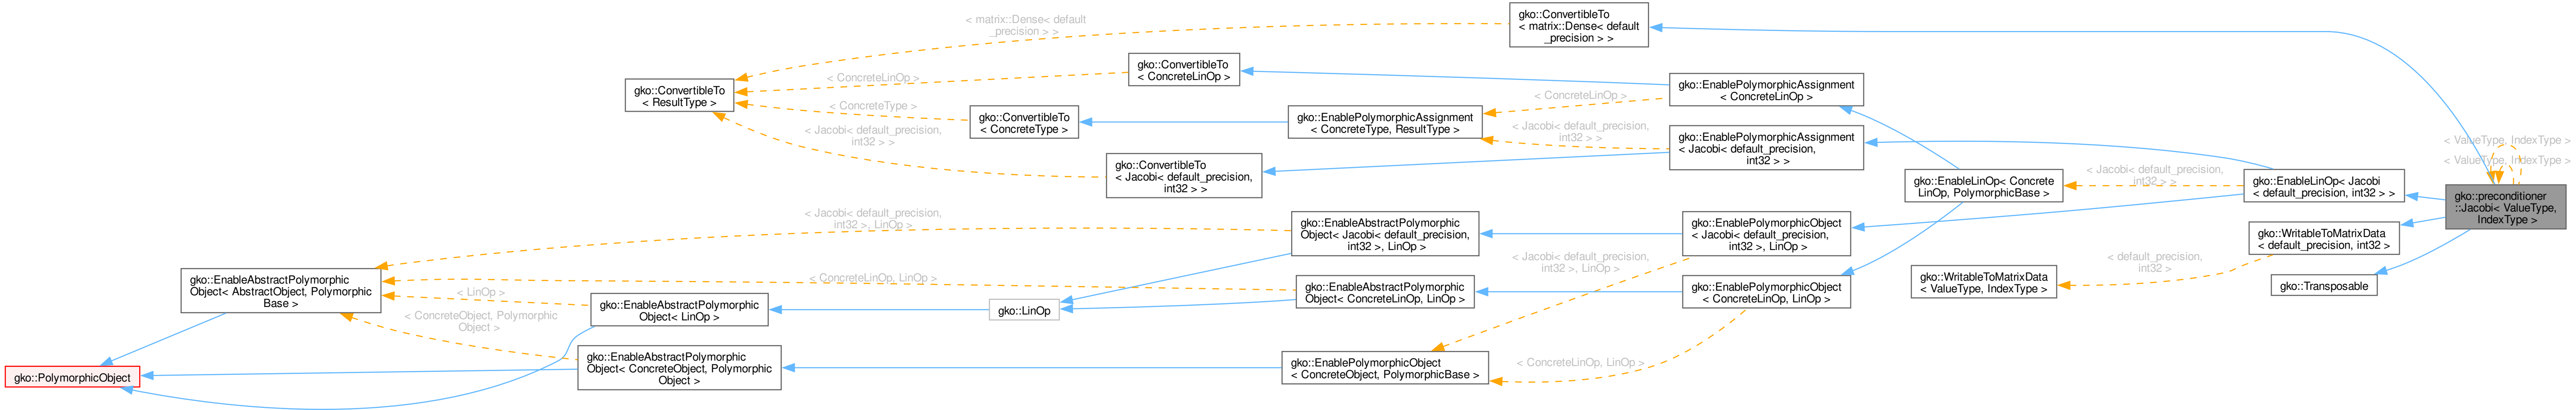 < matrix::Dense< default
_precision > >
gko::ConvertibleTo
< matrix::Dense< default
_precision > >
gko::ConvertibleTo
< ResultType >
< ConcreteLinOp >
gko::ConvertibleTo
< ConcreteLinOp >
gko::EnablePolymorphicAssignment
< ConcreteLinOp >
< ConcreteLinOp >
< ConcreteType >
gko::ConvertibleTo
< ConcreteType >
gko::EnablePolymorphicAssignment
< ConcreteType, ResultType >
< Jacobi< default_precision,
int32 > >
< Jacobi< default_precision,
int32 > >
gko::EnablePolymorphicAssignment
< Jacobi< default_precision,
int32 > >
gko::ConvertibleTo
< Jacobi< default_precision,
int32 > >
< ValueType, IndexType >
< ValueType, IndexType >
gko::EnableLinOp< Concrete
LinOp, PolymorphicBase >
< Jacobi< default_precision,
int32 > >
gko::EnableLinOp< Jacobi
< default_precision, int32 > >
gko::preconditioner
::Jacobi< ValueType,
IndexType >
< Jacobi< default_precision,
int32 >, LinOp >
gko::EnableAbstractPolymorphic
Object< Jacobi< default_precision,
int32 >, LinOp >
gko::EnablePolymorphicObject
< Jacobi< default_precision,
int32 >, LinOp >
gko::WritableToMatrixData
< default_precision, int32 >
< default_precision,
int32 >
gko::WritableToMatrixData
< ValueType, IndexType >
gko::Transposable
gko::EnableAbstractPolymorphic
Object< AbstractObject, Polymorphic
Base >
< ConcreteLinOp, LinOp >
gko::EnableAbstractPolymorphic
Object< ConcreteLinOp, LinOp >
< Jacobi< default_precision,
int32 >, LinOp >
gko::EnablePolymorphicObject
< ConcreteLinOp, LinOp >
< LinOp >
gko::EnableAbstractPolymorphic
Object< LinOp >
gko::LinOp
< ConcreteObject, Polymorphic
Object >
gko::EnableAbstractPolymorphic
Object< ConcreteObject, Polymorphic
Object >
gko::EnablePolymorphicObject
< ConcreteObject, PolymorphicBase >
< ConcreteLinOp, LinOp >
gko::PolymorphicObject